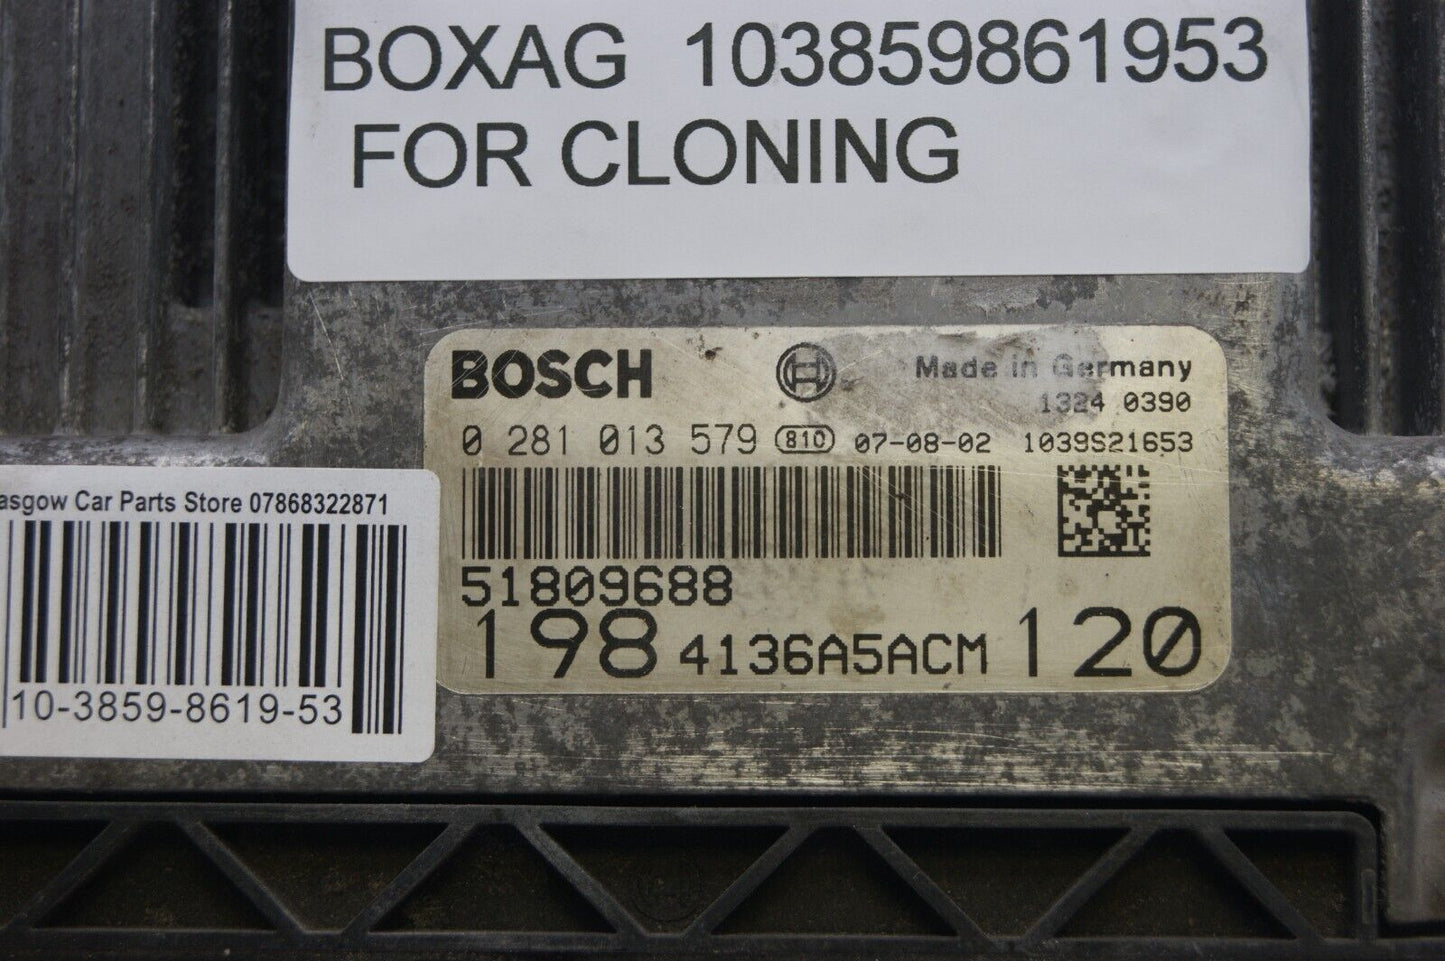 BOXAG 103859861953
FOR CLONING
BOSCH
Made in Germany
1324 0390
0 281 013 579 810 07-08-02 1039S21653
51809688
198 4136A5ACM 120
asgow Car Parts Store 07868322871
10-3859-8619-53